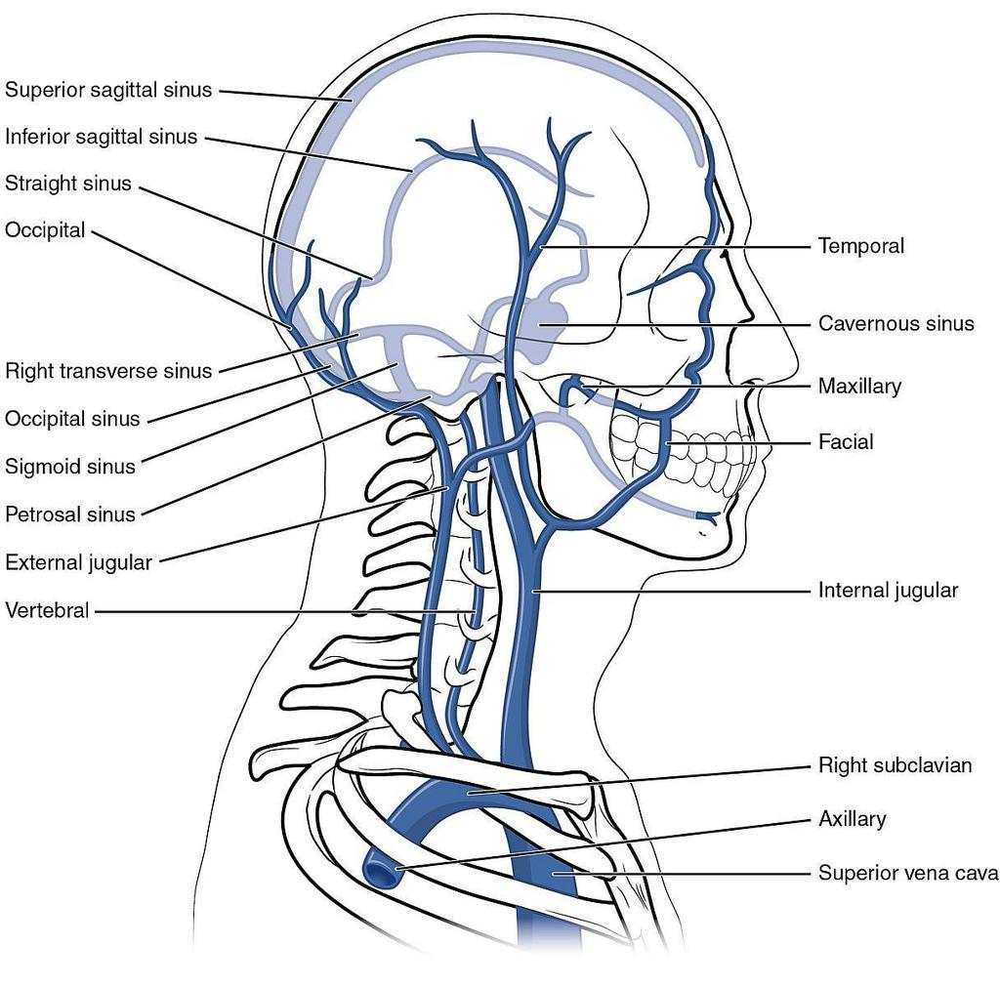 Superior sagittal sinus
Inferior sagittal sinus
Straight sinus
Occipital
Right transverse sinus
Occipital sinus
Sigmoid sinus
Petrosal sinus
External jugular
Vertebral
Temporal
Cavernous sinus
Maxillary
Facial
Internal jugular
Right subclavian
Axillary
Superior vena cava